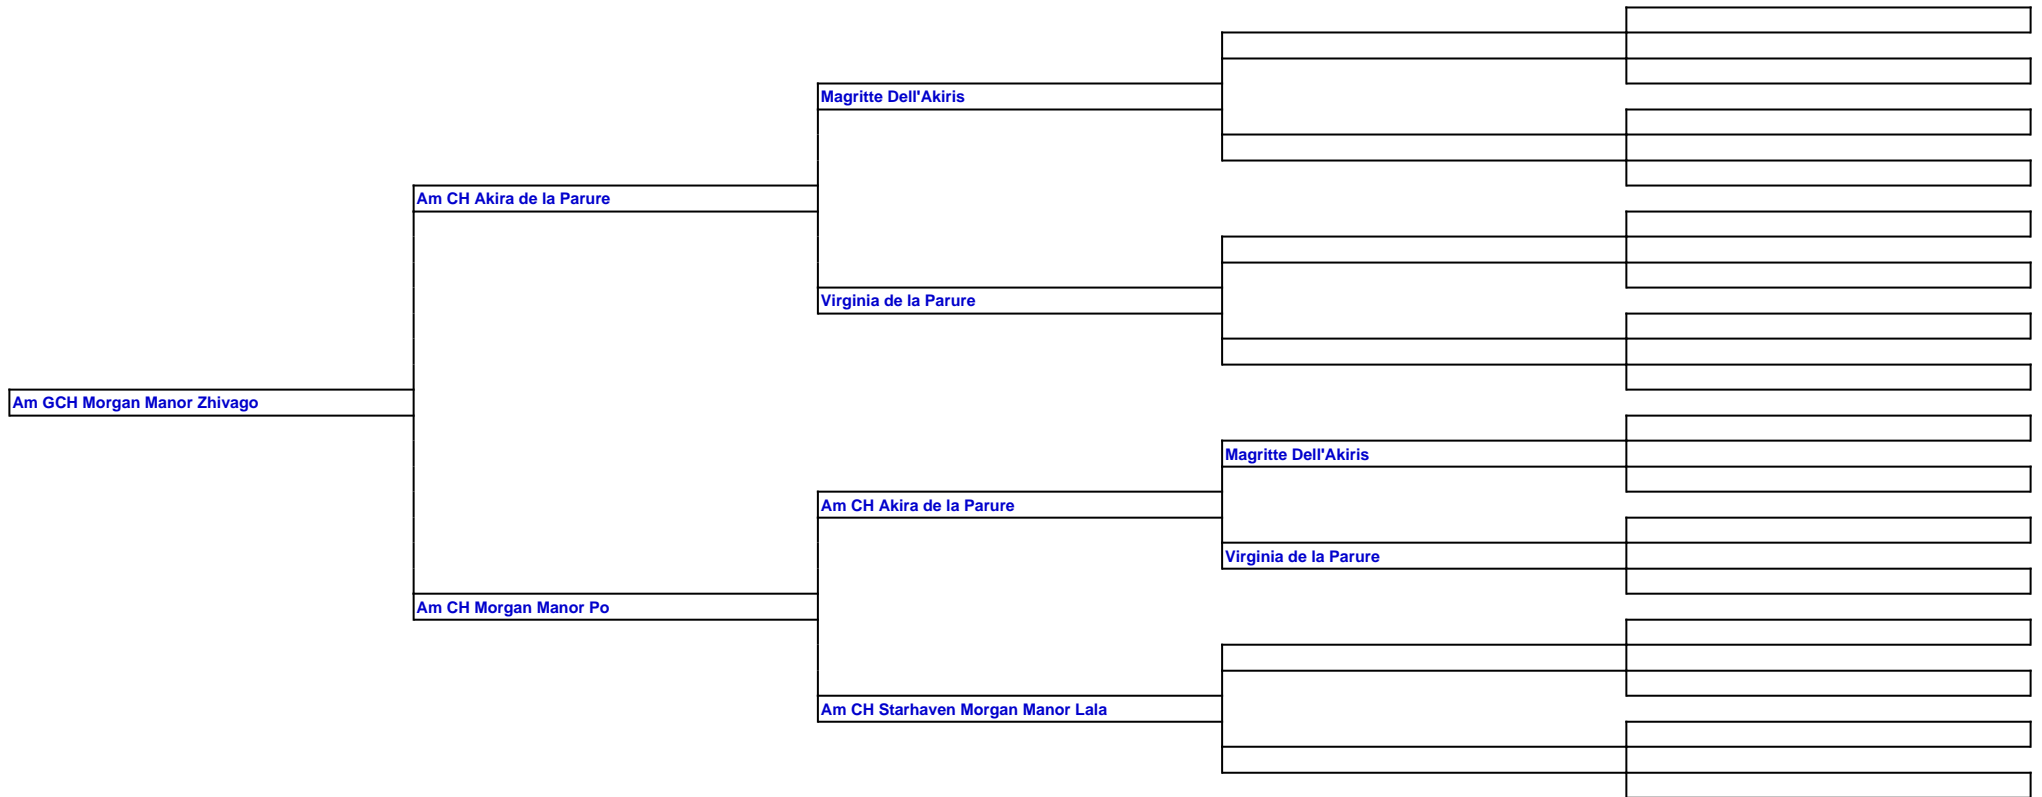 Magritte Dell'Akiris
Am CH Akira de la Parure
Virginia de la Parure
Am GCH Morgan Manor Zhivago
Magritte Dell'Akiris
Am CH Akira de la Parure
Virginia de la Parure
Am CH Morgan Manor Po
Am CH Starhaven Morgan Manor Lala